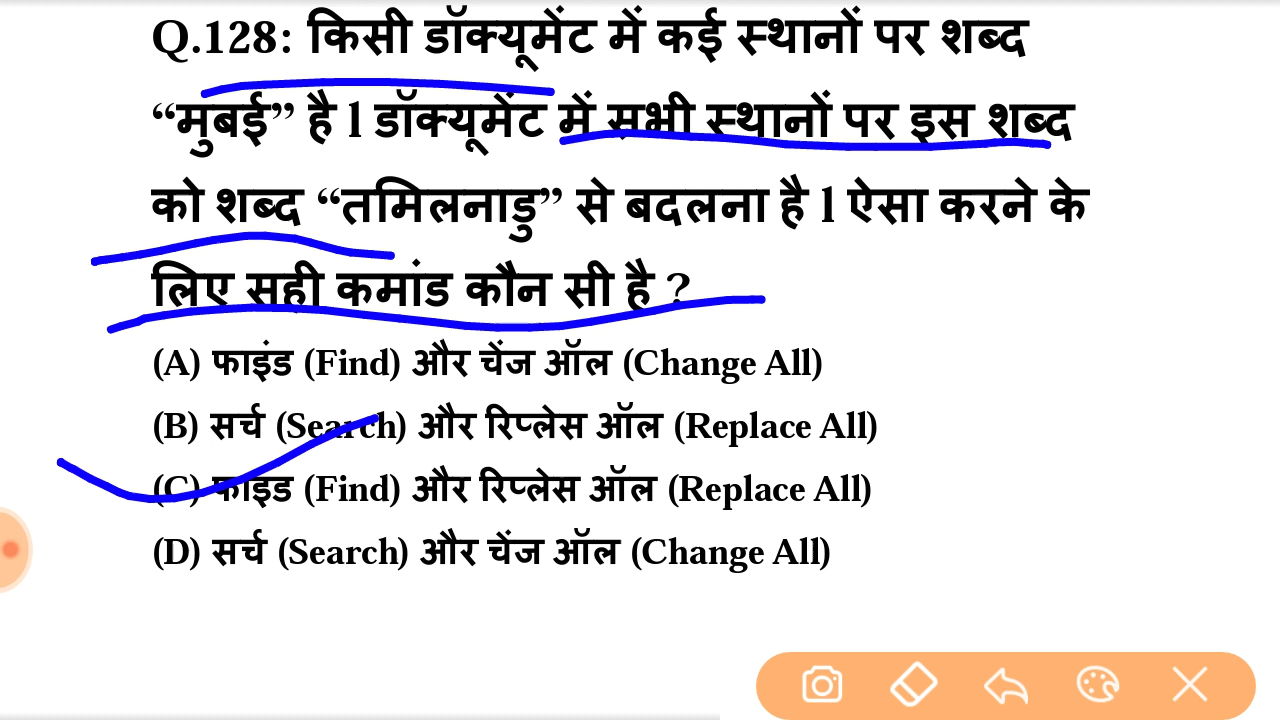 Q.128: किसी डॉक्यूमेंट में कई स्थानों पर शब्द
“मुबई” है l डॉक्यूमेंट में सभी स्थानों पर इस शब्द
को शब्द “तमिलनाडु” से बदलना है l ऐसा करने के
लिए सही कमांड कौन सी है ?
(A) फाइंड (Find) और चेंज ऑल (Change All)
(B) सर्च (Search) और रिप्लेस ऑल (Replace All)
(C) फाइंड (Find) और रिप्लेस ऑल (Replace All)
(D) सर्च (Search) और चेंज ऑल (Change All)